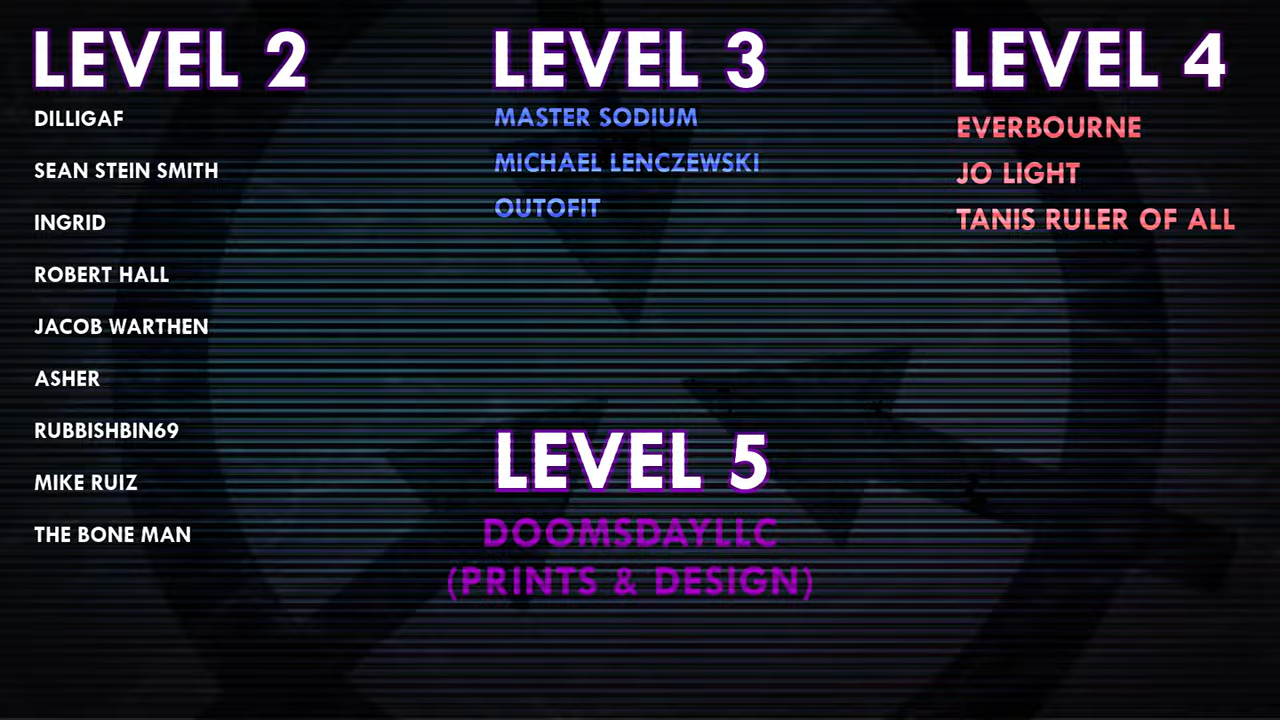 LEVEL 2
DILLIGAF
SEAN STEIN SMITH
INGRID
ROBERT HALL
JACOB WARTHEN
ASHER
RUBBISHBIN69
MIKE RUIZ
THE BONE MAN
LEVEL 3
MASTER SODIUM
MICHAEL LENCZEWSKI
OUTOFIT
LEVEL 4
EVERBOURNE
JO LIGHT
TANIS RULER OF ALL
LEVEL 5
DOOMSDAYLLC
(PRINTS & DESIGN)